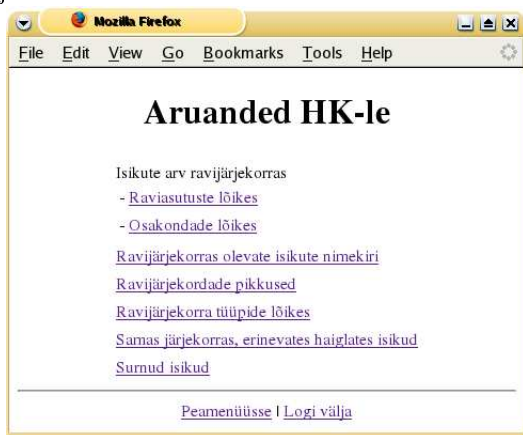 Mozilla Firefox
File Edit View Go Bookmarks Tools Help
Aruanded HK-le
Isikute arv ravijärjekorras
- Raviasutuste lõikes
- Osakondade lõikes
Ravijärjekorras olevate isikute nimekiri
Ravijärjekordade pikkused
Ravijärjekorra tüüpide lõikes
Samas järjekorras, erinevates haiglates isikud
Surnud isikud
Peamenüüsse | Logi välja